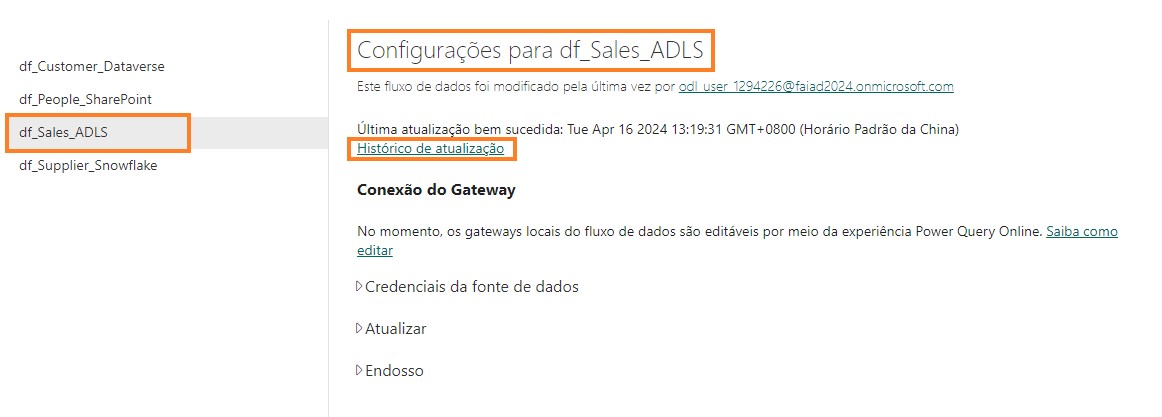 df_Customer_Dataverse
df_People_SharePoint
df_Sales_ADLS
df_Supplier_Snowflake
Configurações para df_Sales_ADLS
Este fluxo de dados foi modificado pela última vez por odl_user_1294226@faiad2024.onmicrosoft.com
Última atualização bem sucedida: Tue Apr 16 2024 13:19:31 GMT+0800 (Horário Padrão da China)
Histórico de atualização
Conexão do Gateway
No momento, os gateways locais do fluxo de dados são editáveis por meio da experiência Power Query Online. Saiba como
editar
Credenciais da fonte de dados
Atualizar
Endosso